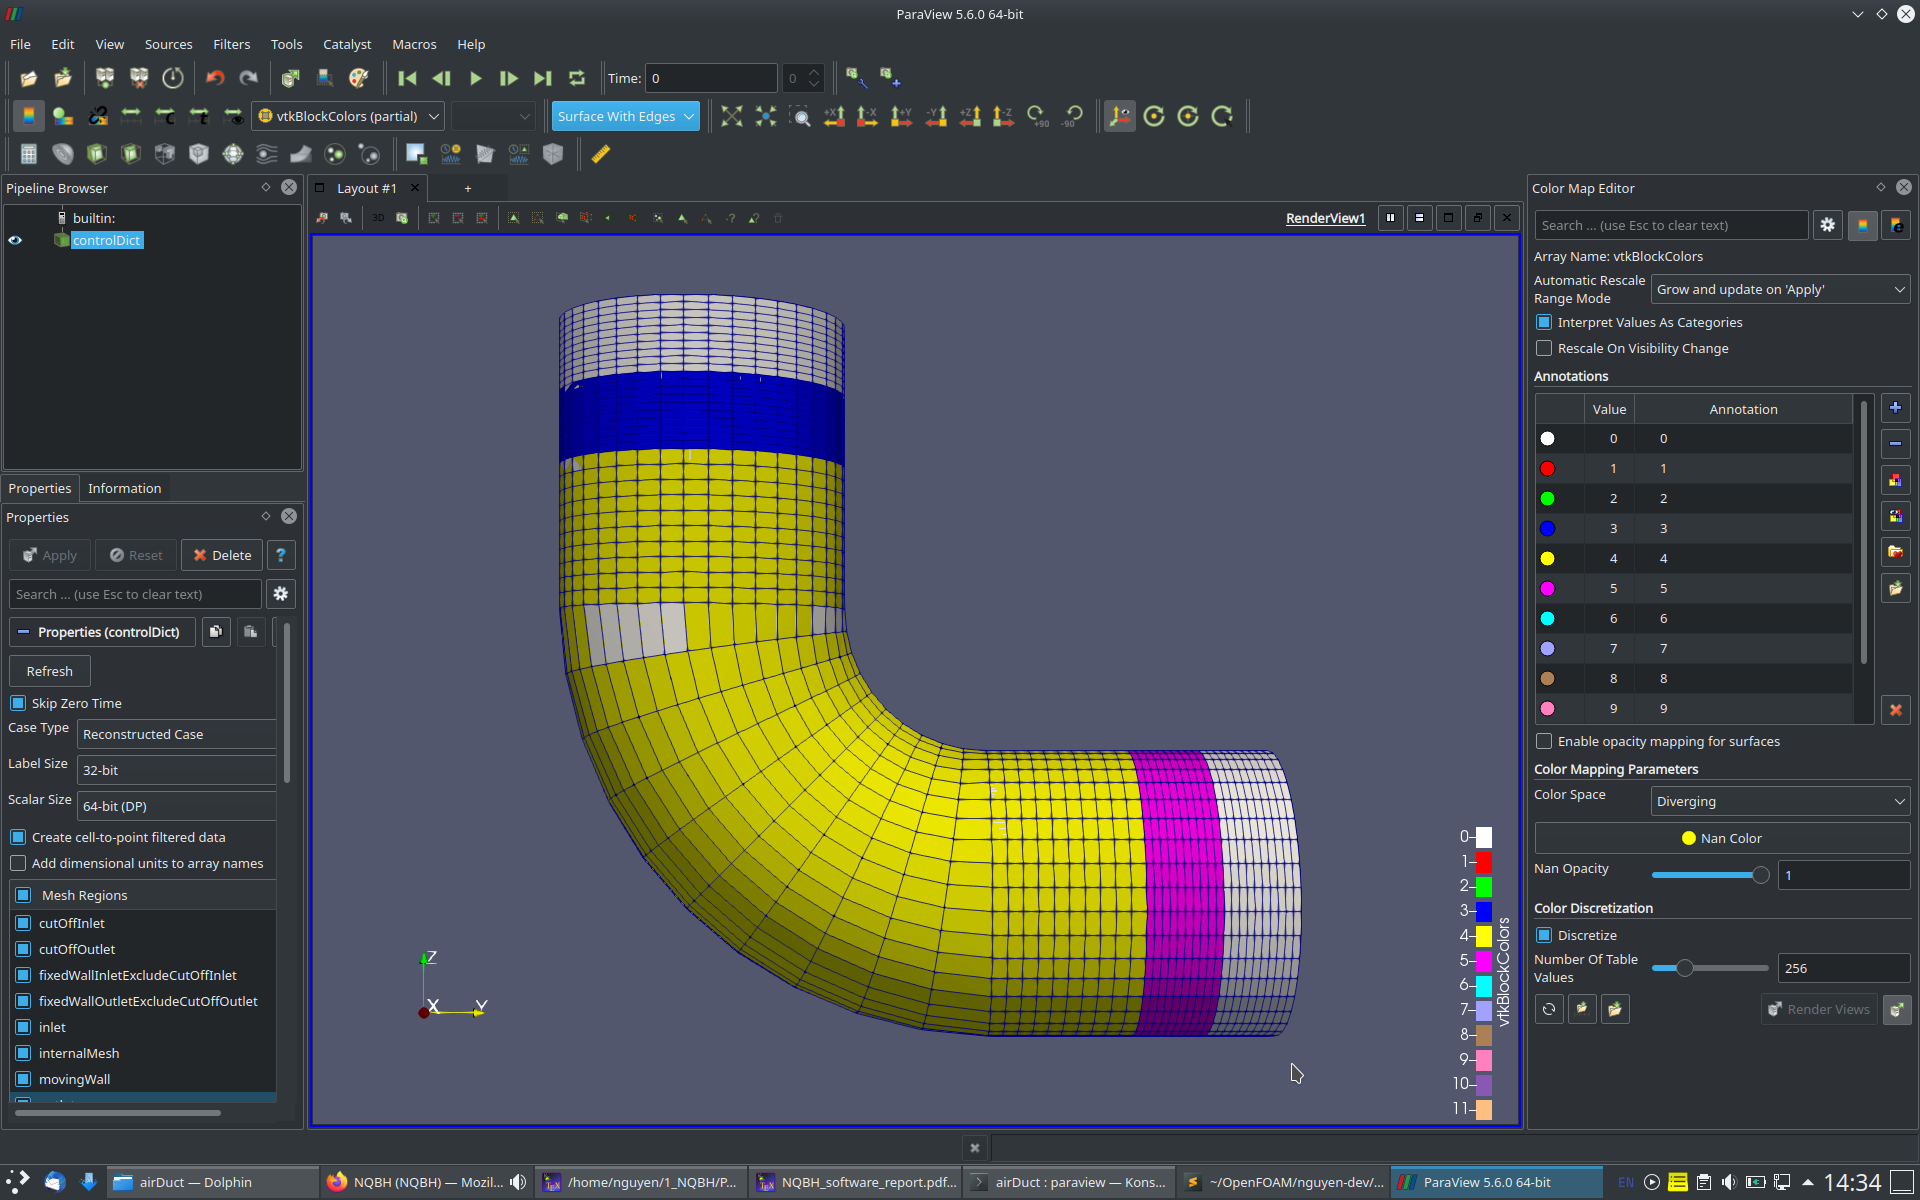 ParaView 5.6.0 64-bit
File Edit View Sources Filters Tools Catalyst Macros Help
Time: 0 0
vtkBlockColors (partial) Surface With Edges +X -X +Y -Y +Z -Z +90 -90
Pipeline Browser
builtin:
controlDict
Properties Information
Properties
Apply Reset Delete ?
Search ... (use Esc to clear text)
Properties (controlDict)
Refresh
Skip Zero Time
Case Type Reconstructed Case
Label Size 32-bit
Scalar Size 64-bit (DP)
Create cell-to-point filtered data
Add dimensional units to array names
Mesh Regions
cutOffInlet
cutOffOutlet
fixedWallInletExcludeCutOffInlet
fixedWallOutletExcludeCutOffOutlet
inlet
internalMesh
movingWall
Layout #1 +
3D RenderView1
Z
X Y
0
1
2
3
4
5
6
7
8
9
10
11
vtkBlockColors
Color Map Editor
Search ... (use Esc to clear text)
Array Name: vtkBlockColors
Automatic Rescale Range Mode Grow and update on 'Apply'
Interpret Values As Categories
Rescale On Visibility Change
Annotations
Value Annotation
0 0
1 1
2 2
3 3
4 4
5 5
6 6
7 7
8 8
9 9
Enable opacity mapping for surfaces
Color Mapping Parameters
Color Space Diverging
Nan Color
Nan Opacity 1
Color Discretization
Discretize
Number Of Table Values 256
Render Views
airDuct — Dolphin
NQBH (NQBH) — Mozil...
/home/nguyen/1_NQBH/P...
NQBH_software_report.pdf...
airDuct : paraview — Kons...
~/OpenFOAM/nguyen-dev/...
ParaView 5.6.0 64-bit
EN 14:34